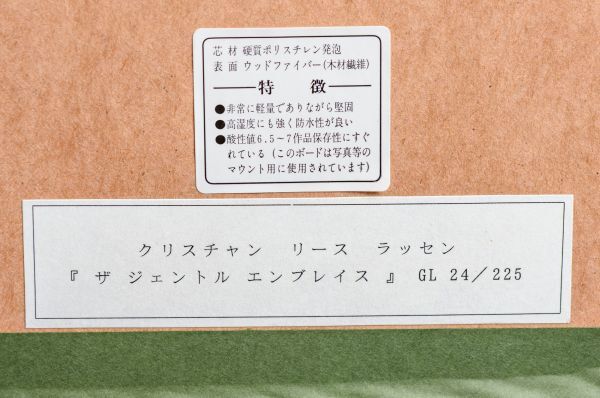 芯 材 硬質ポリスチレン発泡
表 面 ウッドファイバー(木材繊維)
特 徴
●非常に軽量でありながら堅固
●高湿度にも強く防水性が良い
●酸性値6.5~7作品保存性にすぐ
れている(このボードは写真等の
マウント用に使用されています)
クリスチャン リース ラッセン
『 ザ ジェントル エンブレイス 』 GL 24/225